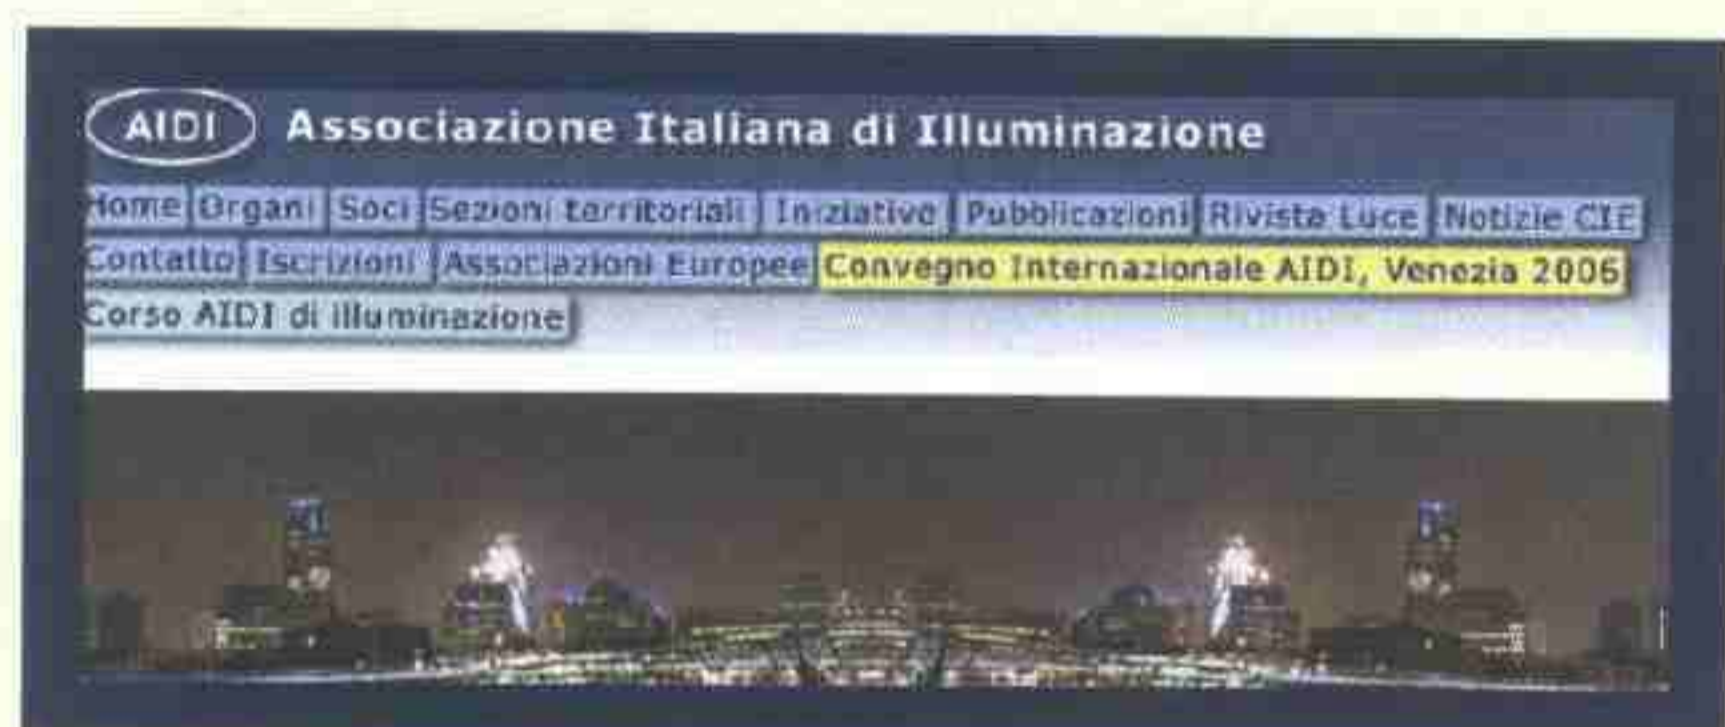 AIDI Associazione Italiana di Illuminazione
Home Organi Soci Sezioni territoriali Iniziative Pubblicazioni Rivista Luce Notizie CIE
Contatto Iscrizioni Associazioni Europee Convegno Internazionale AIDI, Venezia 2006
Corso AIDI di illuminazione